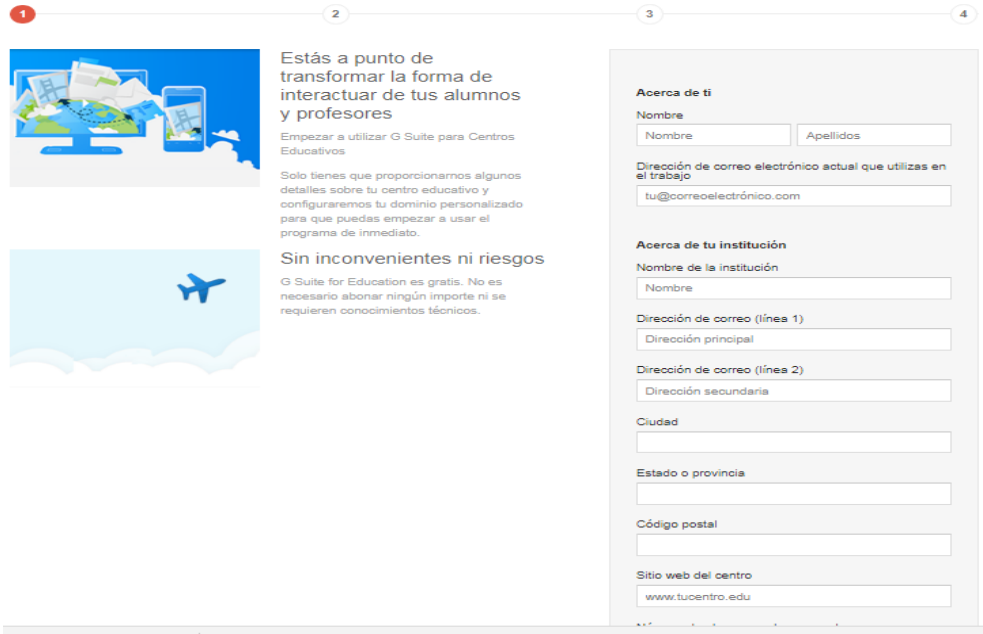 1
2
3
4
Estás a punto de
transformar la forma de
interactuar de tus alumnos
y profesores
Empezar a utilizar G Suite para Centros
Educativos
Solo tienes que proporcionarnos algunos
detalles sobre tu centro educativo y
configuraremos tu dominio personalizado
para que puedas empezar a usar el
programa de inmediato.
Sin inconvenientes ni riesgos
G Suite for Education es gratis. No es
necesario abonar ningún importe ni se
requieren conocimientos técnicos.
Acerca de ti
Nombre
Nombre
Apellidos
Dirección de correo electrónico actual que utilizas en
el trabajo
tu@correoelectrónico.com
Acerca de tu institución
Nombre de la institución
Nombre
Dirección de correo (línea 1)
Dirección principal
Dirección de correo (línea 2)
Dirección secundaria
Ciudad
Estado o provincia
Código postal
Sitio web del centro
www.tucentro.edu